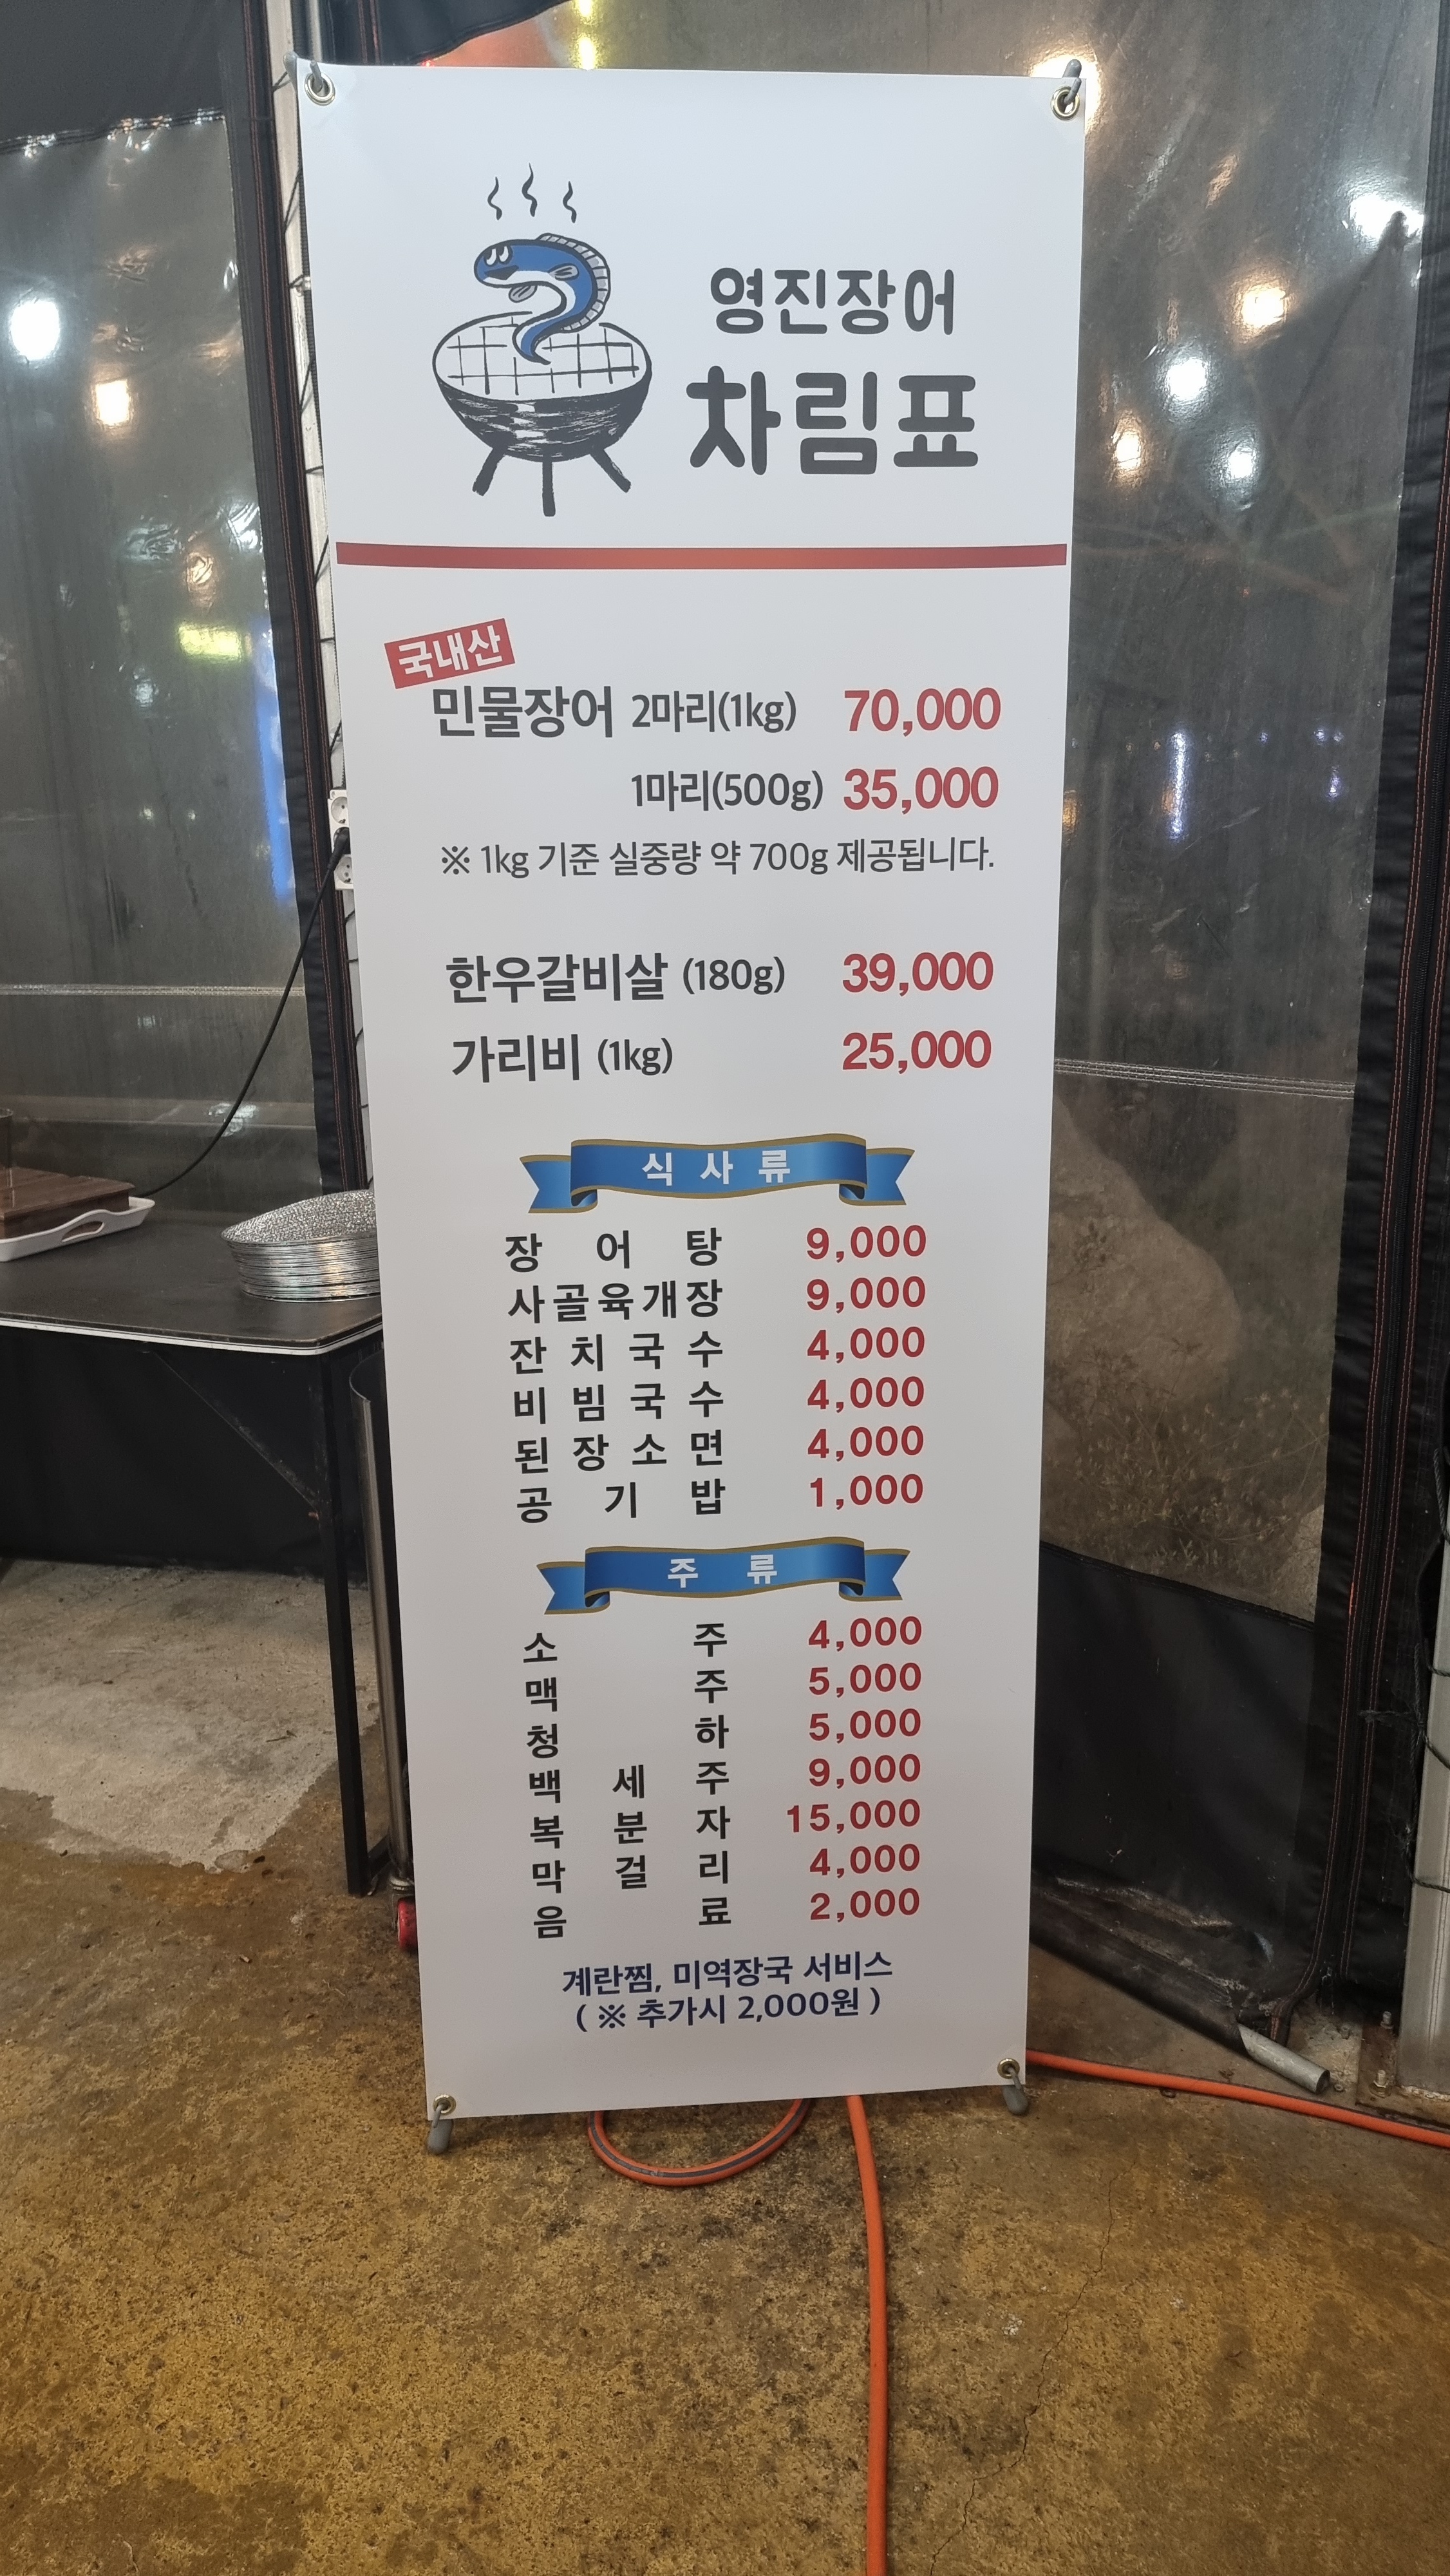 영진장어
차림표
국내산
민물장어 2마리(1kg) 70,000
1마리(500g) 35,000
※ 1kg 기준 실중량 약 700g 제공됩니다.
한우갈비살 (180g) 39,000
가리비 (1kg) 25,000
식 사 류
장 어 탕 9,000
사골육개장 9,000
잔 치 국 수 4,000
비 빔 국 수 4,000
된 장 소 면 4,000
공 기 밥 1,000
주 류
소 주 4,000
맥 주 5,000
청 하 5,000
백 세 주 9,000
복 분 자 15,000
막 걸 리 4,000
음 료 2,000
계란찜, 미역장국 서비스
( ※ 추가시 2,000원 )